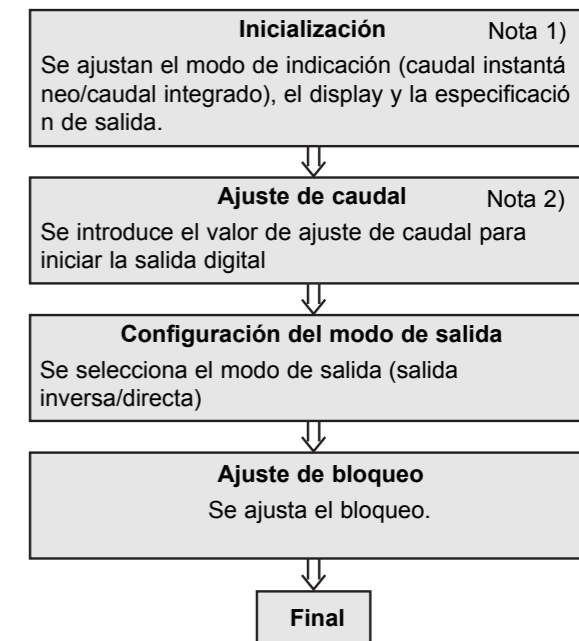 Inicialización Nota 1)
Se ajustan el modo de indicación (caudal instantá
neo/caudal integrado), el display y la especificació
n de salida.
Ajuste de caudal Nota 2)
Se introduce el valor de ajuste de caudal para
iniciar la salida digital
Configuración del modo de salida
Se selecciona el modo de salida (salida
inversa/directa)
Ajuste de bloqueo
Se ajusta el bloqueo.
Final